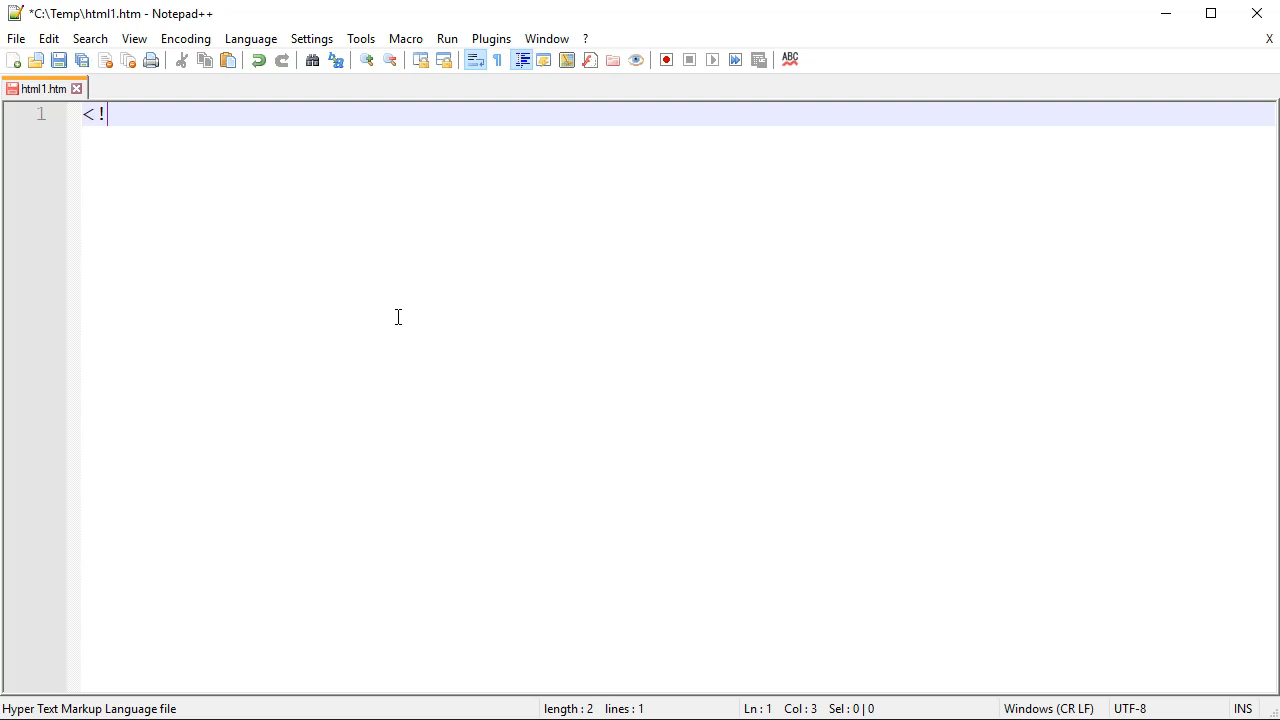 *C:\Temp\html1.htm - Notepad++
File Edit Search View Encoding Language Settings Tools Macro Run Plugins Window ? X
ABC
html1.htm
1 <!
Hyper Text Markup Language file length : 2 lines : 1 Ln : 1 Col : 3 Sel : 0 | 0 Windows (CR LF) UTF-8 INS